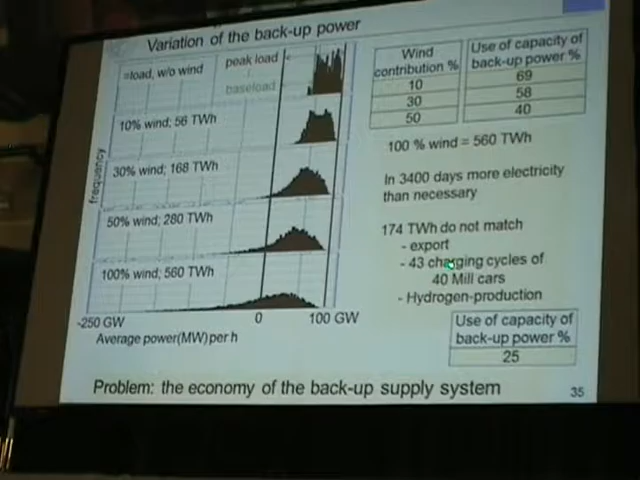 Variation of the back-up power
=load, w/o wind
peak load
baseload
10% wind; 56 TWh
30% wind; 168 TWh
50% wind; 280 TWh
100% wind; 560 TWh
frequency
-250 GW
0
100 GW
Average power(MW)per h
Wind contribution %
Use of capacity of back-up power %
10
69
30
58
50
40
100 % wind = 560 TWh
In 3400 days more electricity
than necessary
174 TWh do not match
- export
- 43 charging cycles of
40 Mill cars
- Hydrogen-production
Use of capacity of
back-up power %
25
Problem: the economy of the back-up supply system
35